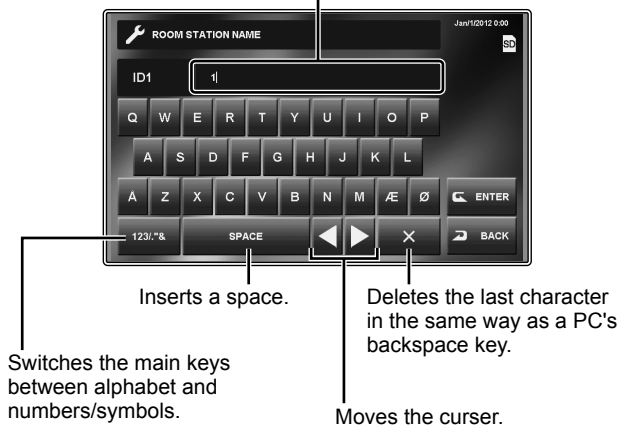 Jan/1/2012 0:00
ROOM STATION NAME
SD
ID1 1
Q W E R T Y U I O P
A S D F G H J K L
Å Z X C V B N M Æ Ø ENTER
123/."& SPACE BACK
Inserts a space.
Deletes the last character
in the same way as a PC's
backspace key.
Switches the main keys
between alphabet and
numbers/symbols.
Moves the curser.